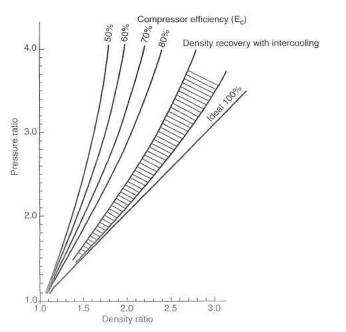 Compressor efficiency (Ec)
50%
60%
70%
80%
Density recovery with intercooling
Ideal 100%
4.0
3.0
2.0
1.0
Pressure ratio
1.0
1.5
2.0
2.5
3.0
Density ratio